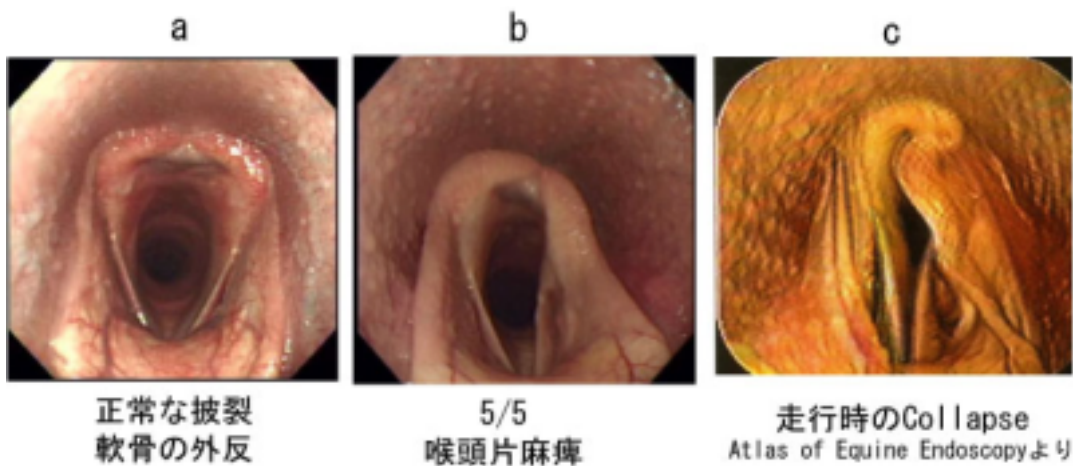 a
b
c
正常な披裂
軟骨の外反
5/5
喉頭片麻痺
走行時のCollapse
Atlas of Equine Endoscopyより